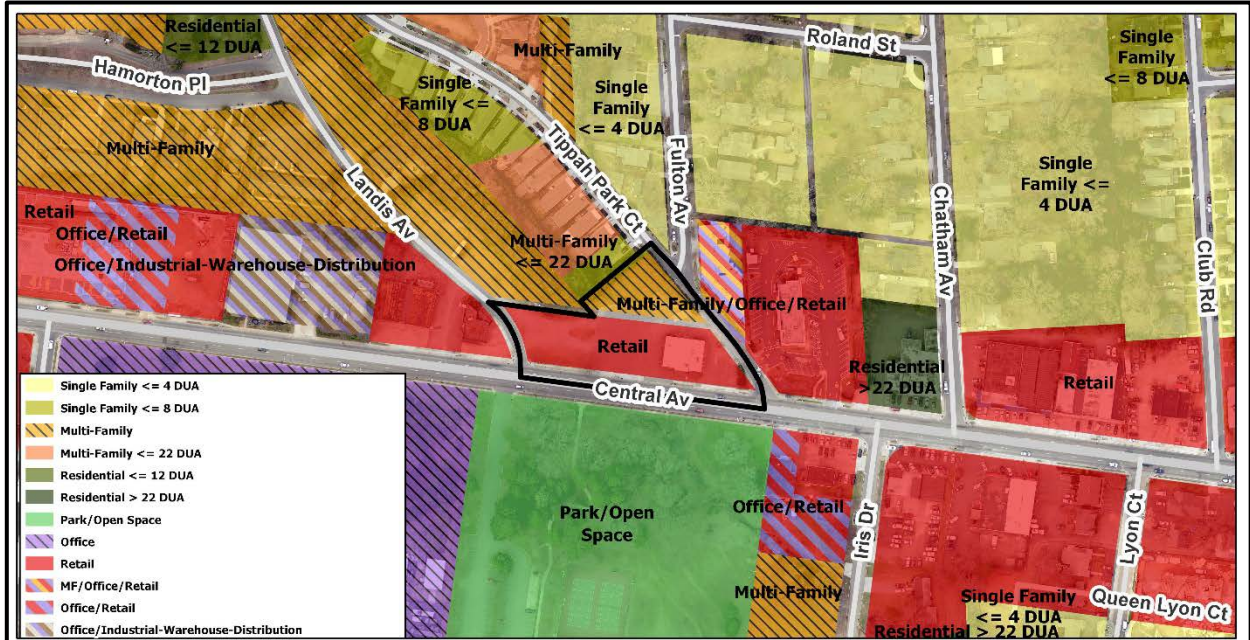 Residential
<= 12 DUA
Hamorton Pl
Multi-Family
Roland St
Single
Family
<= 8 DUA
Single
Family <=
8 DUA
Single
Family
<= 4 DUA
Tippah Park Ct
Fulton Av
Multi-Family
Landis Av
Single
Family <=
4 DUA
Chatham Av
Club Rd
Retail
Office/Retail
Office/Industrial-Warehouse-Distribution
Multi-Family
<= 22 DUA
Multi-Family/Office/Retail
Retail
Residential
>22 DUA
Retail
Central Av
Single Family <= 4 DUA
Single Family <= 8 DUA
Multi-Family
Multi-Family <= 22 DUA
Residential <= 12 DUA
Residential > 22 DUA
Park/Open Space
Office
Retail
MF/Office/Retail
Office/Retail
Office/Industrial-Warehouse-Distribution
Park/Open
Space
Office/Retail
Iris Dr
Lyon Ct
Multi-Family
Single Family
<= 4 DUA
Residential > 22 DUA
Queen Lyon Ct